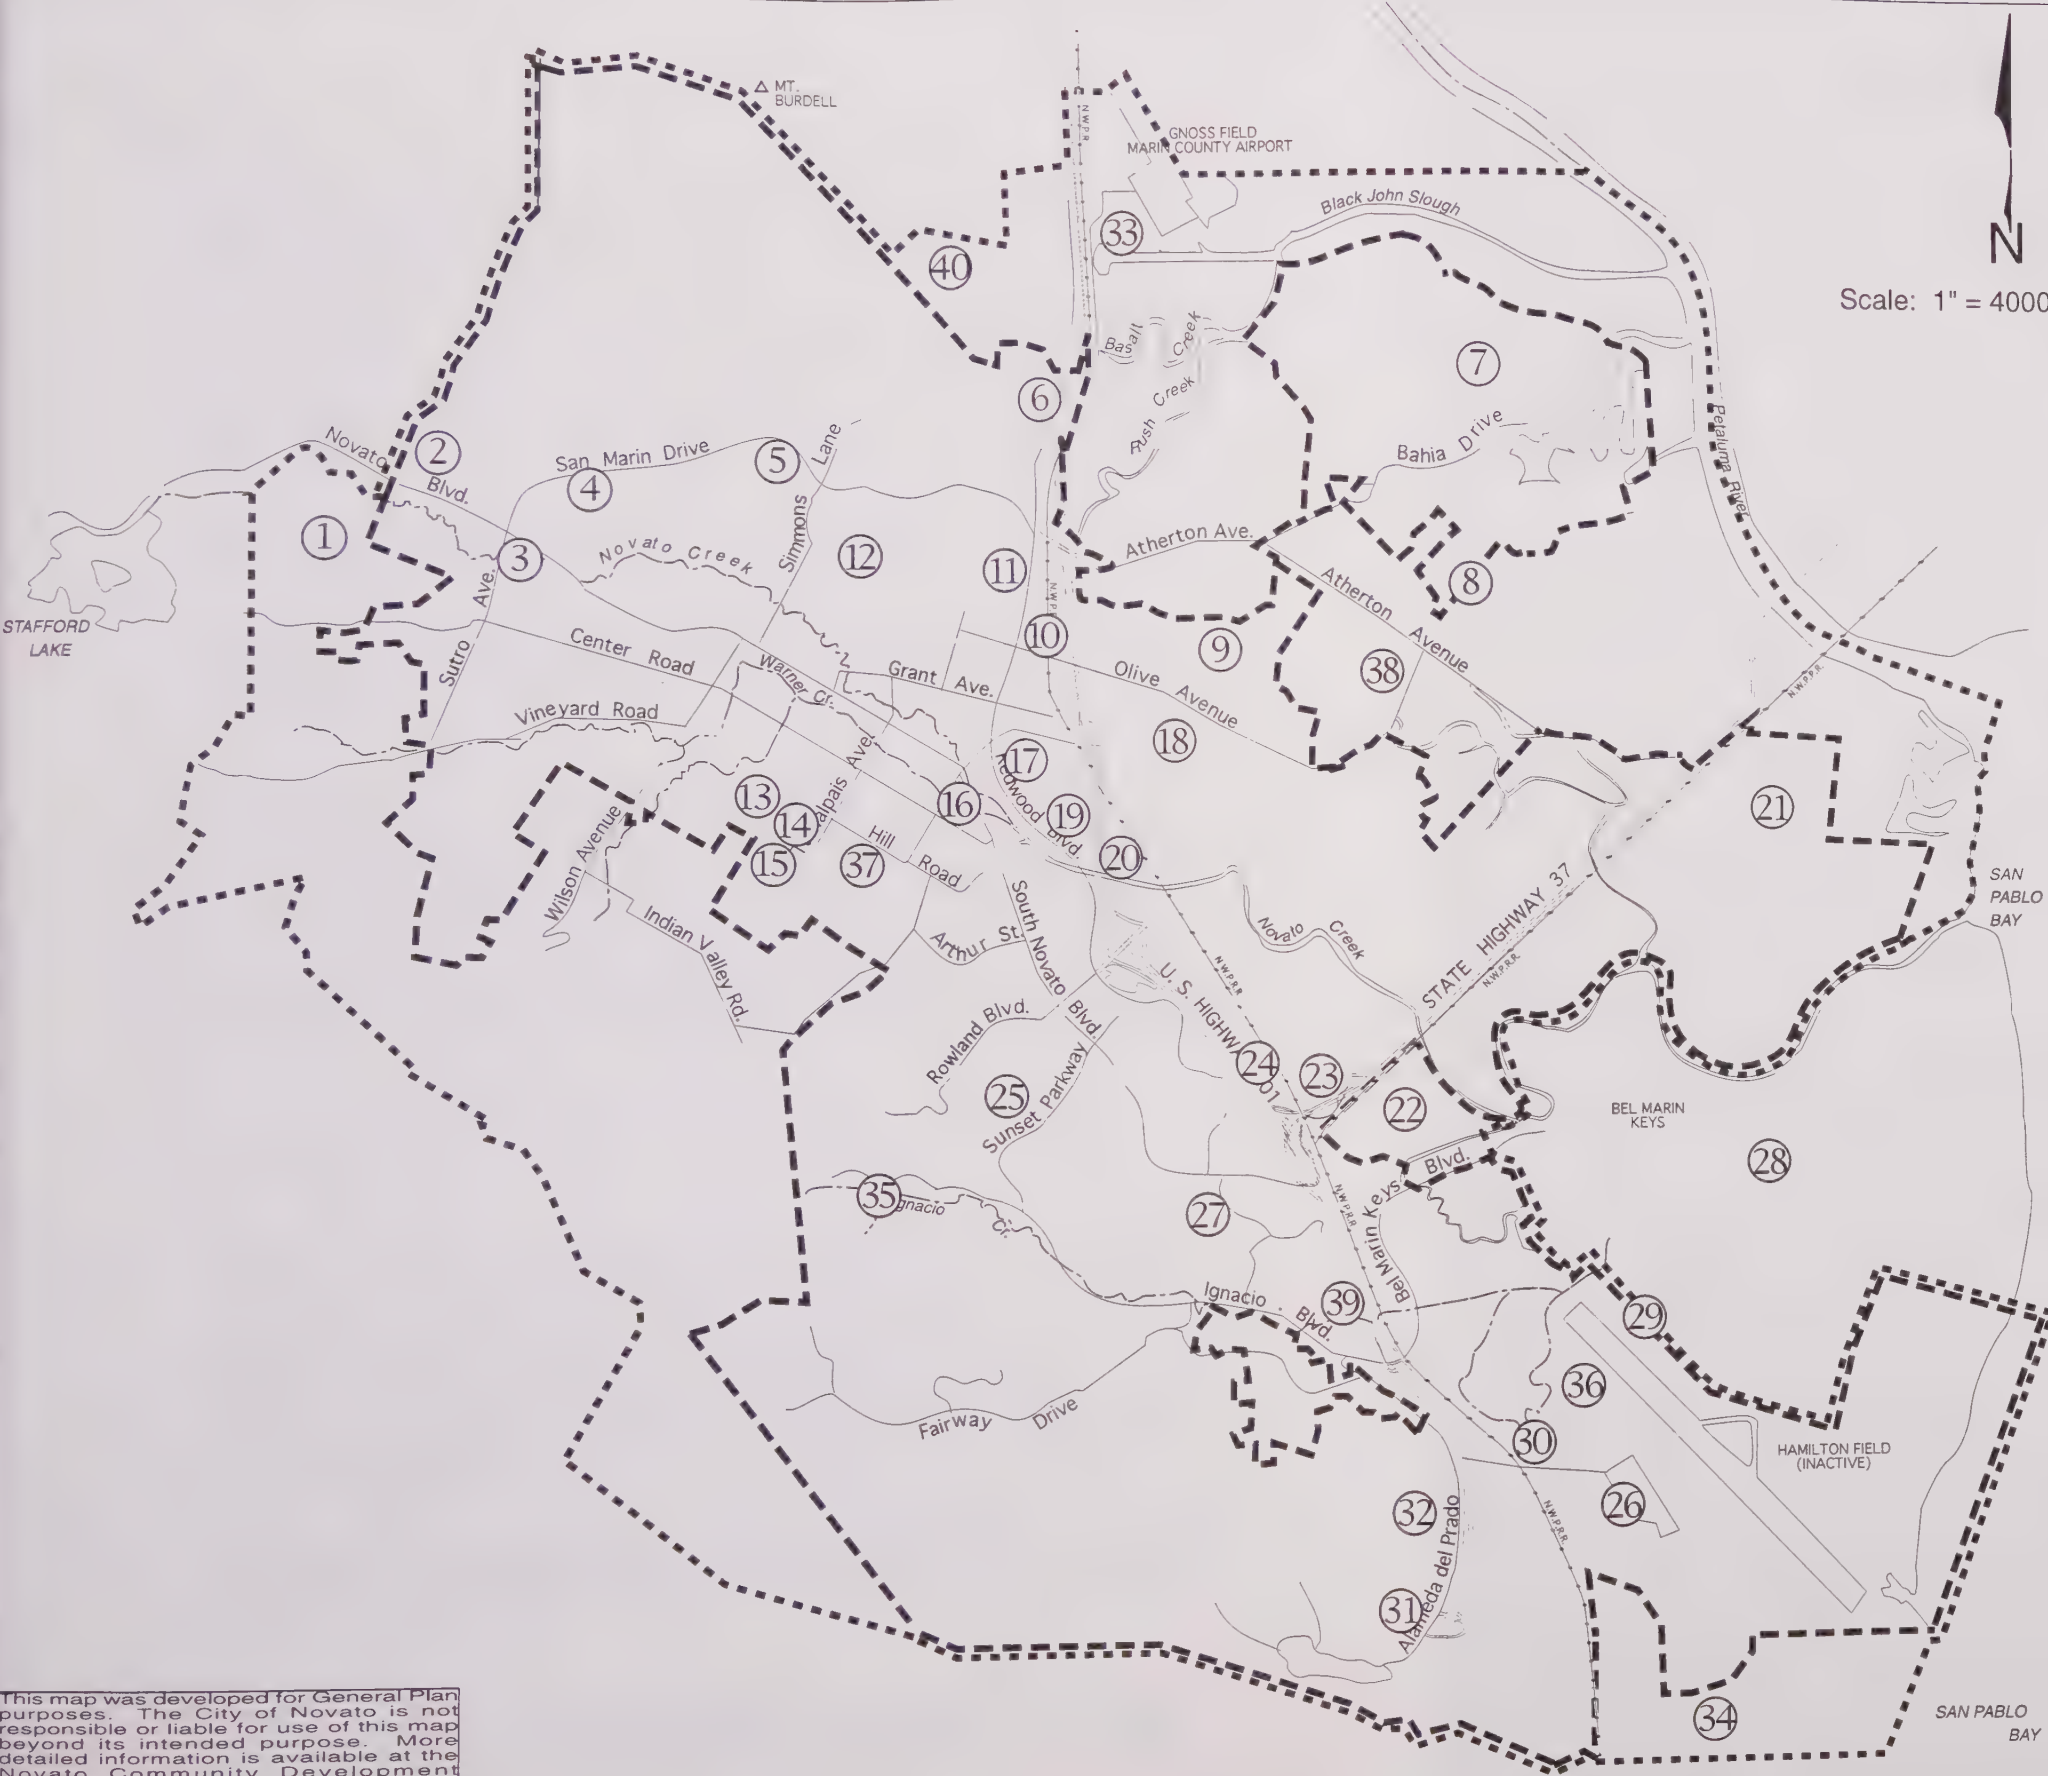 MT.
BURDELL
N.W.P.R.
GNOSS FIELD
MARIN COUNTY AIRPORT
Black John Slough
33
N
40
Scale: 1" = 4000
Basalt Creek
7
6
Rush Creek
Petaluma River
Novato Blvd.
2
San Marin Drive
4
5
Simmons Lane
Bahia Drive
1
3
Novato Creek
12
11
Atherton Ave.
8
STAFFORD
LAKE
Sutro Ave.
Center Road
Warner Cr.
Grant Ave.
N.W.P.
10
Olive Avenue
9
Atherton Avenue
38
N.W.P.R.R.
Vineyard Road
18
17
Redwood Blvd
13
14
16
19
21
Wilson Avenue
15
37
Hill Road
20
SAN
PABLO
BAY
Indian Valley Rd.
Arthur St.
South Novato Blvd.
Novato Creek
STATE HIGHWAY 37
N.W.P.R.R.
N.W.P.R.R
U. S. HIGHWAY 101
Rowland Blvd.
24
23
25
Sunset Parkway
22
BEL MARIN
KEYS
28
35
Ignacio Cr.
27
N.W.P.R.R.
Bel Marin Keys Blvd.
Ignacio Blvd.
39
29
36
Fairway Drive
30
HAMILTON FIELD
(INACTIVE)
32
26
N.W.P.R.R.
Alameda del Prado
31
34
SAN PABLO
BAY
This map was developed for General Plan
purposes. The City of Novato is not
responsible or liable for use of this map
beyond its intended purpose. More
detailed information is available at the
Novato Community Development